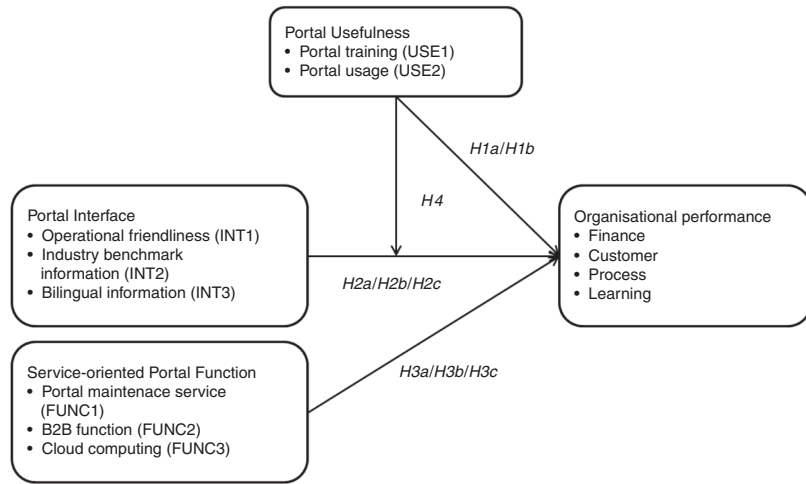 Portal Usefulness
• Portal training (USE1)
• Portal usage (USE2)
H1a/H1b
H4
Portal Interface
• Operational friendliness (INT1)
• Industry benchmark
information (INT2)
• Bilingual information (INT3)
H2a/H2b/H2c
Organisational performance
• Finance
• Customer
• Process
• Learning
Service-oriented Portal Function
• Portal maintenace service
(FUNC1)
• B2B function (FUNC2)
• Cloud computing (FUNC3)
H3a/H3b/H3c